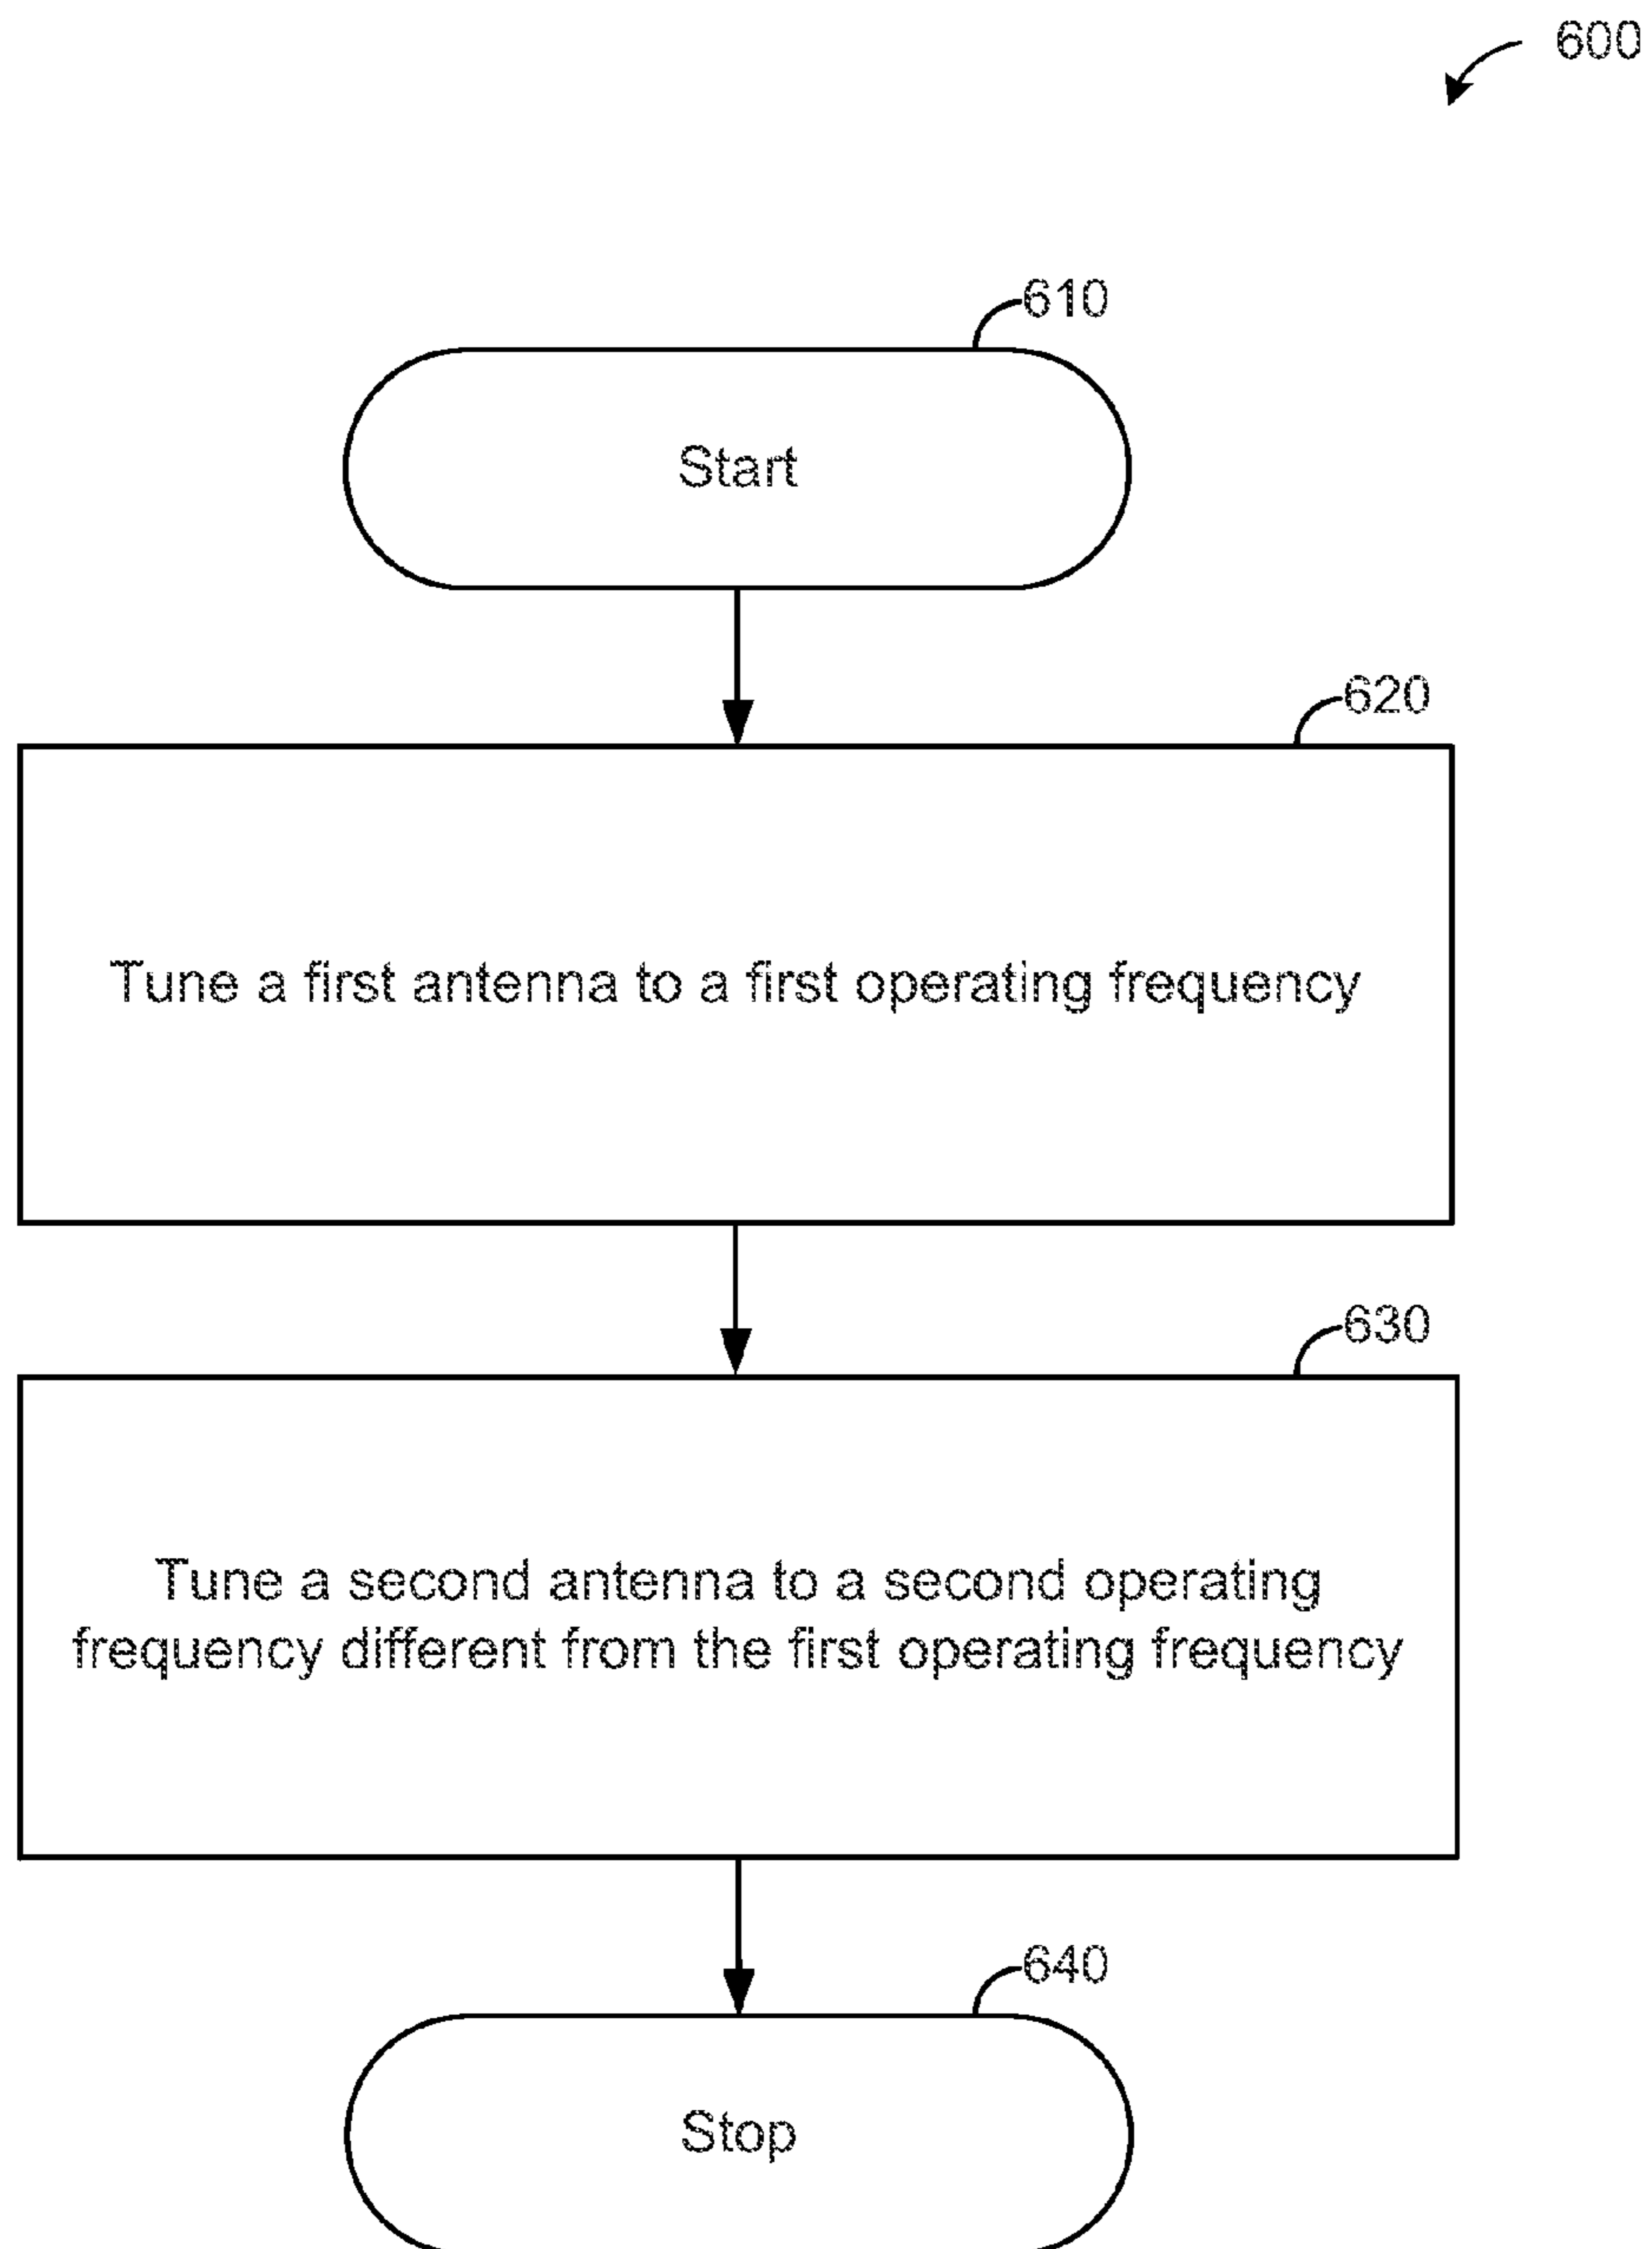 600
610
Start
620
Tune a first antenna to a first operating frequency
630
Tune a second antenna to a second operating
frequency different from the first operating frequency
640
Stop